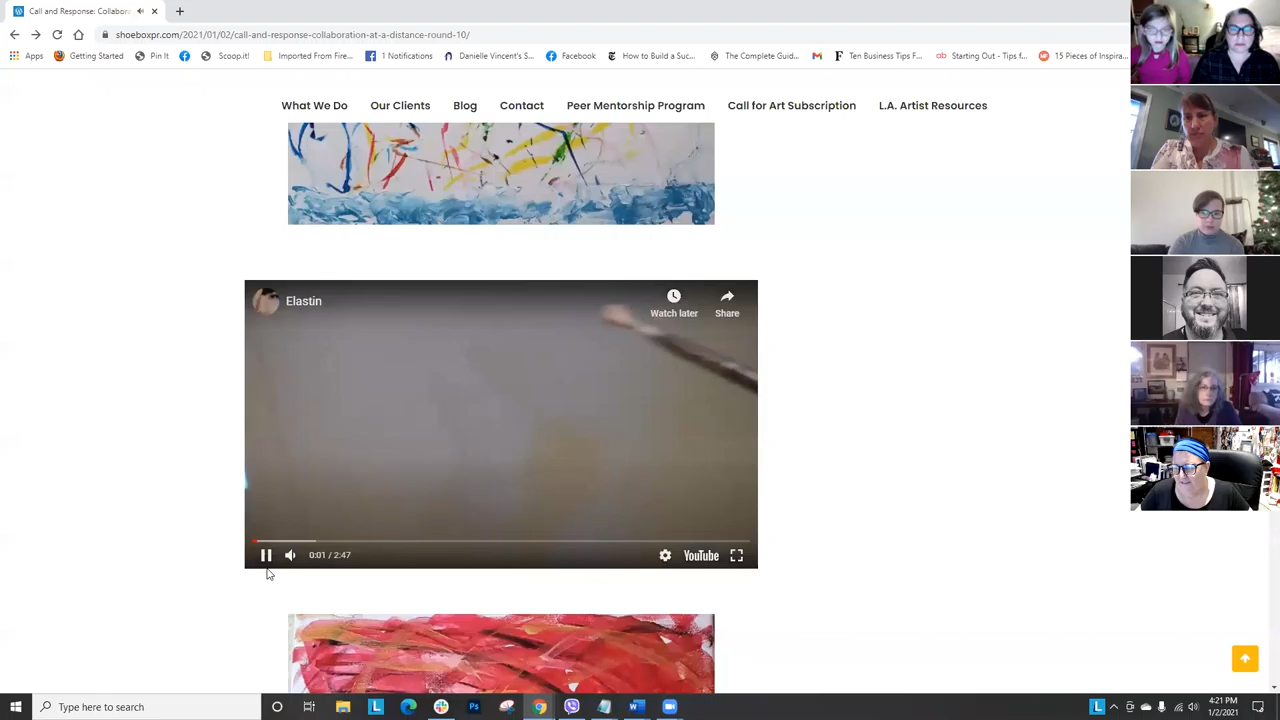 Call and Response: Collabora
shoeboxpr.com/2021/01/02/call-and-response-collaboration-at-a-distance-round-10/
Apps Getting Started Pin It Scoop.it! Imported From Fire... 1 Notifications Danielle Vincent's S... Facebook How to Build a Suc... The Complete Guid... Ten Business Tips F... Starting Out - Tips f... 15 Pieces of Inspira...
What We Do Our Clients Blog Contact Peer Mentorship Program Call for Art Subscription L.A. Artist Resources
Elastin
Watch later Share
0:01 / 2:47 YouTube
Type here to search
4:21 PM
1/2/2021